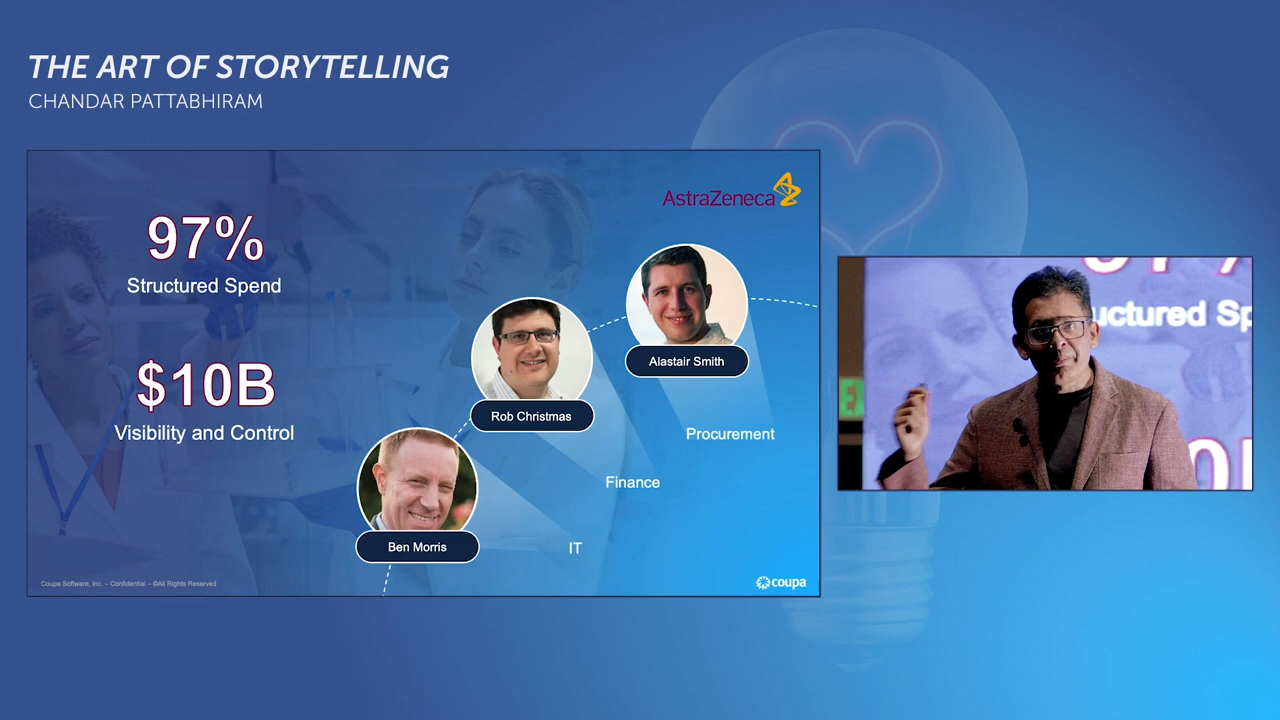 THE ART OF STORYTELLING
CHANDAR PATTABHIRAM
AstraZeneca
97%
Structured Spend
$10B
Visibility and Control
Alastair Smith
Rob Christmas
Ben Morris
Procurement
Finance
IT
Coupa Software, Inc. – Confidential – ©All Rights Reserved
coupa
uctured Sp
EX